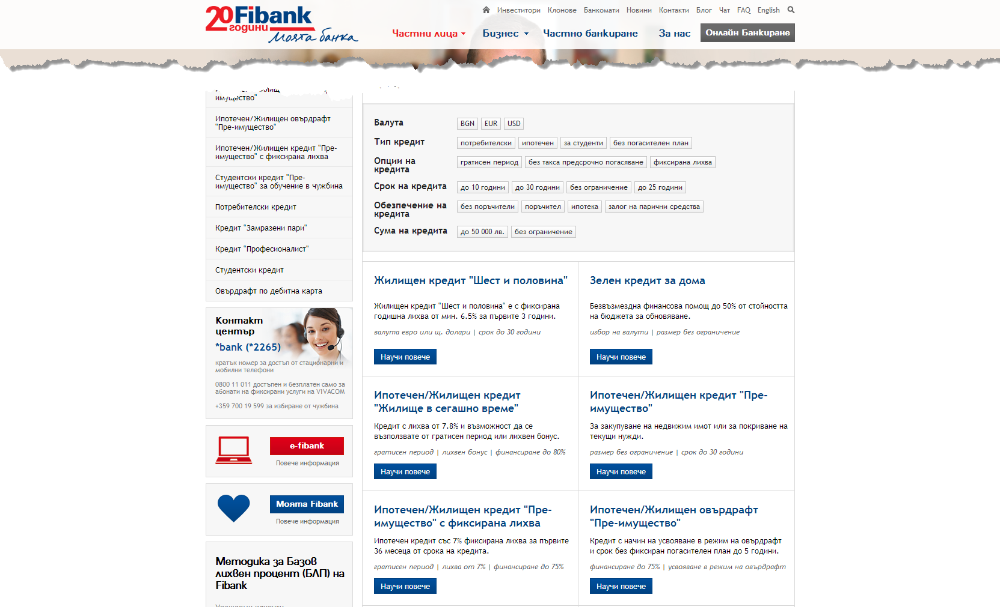 20 Fibank
години
Моята банка
Инвеститори Клонове Банкомати Новини Контакти Блог Чат FAQ English
Частни лица Бизнес Частно банкиране За нас Онлайн Банкиране
имущество"
Ипотечен/Жилищен овърдрафт
"Пре-имущество"
Ипотечен/Жилищен кредит "Пре-
имущество" с фиксирана лихва
Студентски кредит "Пре-
имущество" за обучение в чужбина
Потребителски кредит
Кредит "Замразени пари"
Кредит "Професионалист"
Студентски кредит
Овърдрафт по дебитна карта
Контакт
център
*bank (*2265)
кратък номер за достъп от стационарни и
мобилни телефони
0800 11 011 достъпен и безплатен само за
абонати на фиксирани услуги на VIVACOM
+359 700 19 599 за избиране от чужбина
e-fibank
Повече информация
Моята Fibank
Повече информация
Методика за Базов
лихвен процент (БЛП) на
Fibank
Уважаеми клиенти
Валута BGN EUR USD
Тип кредит потребителски ипотечен за студенти без погасителен план
Опции на
кредита гратисен период без такса предсрочно погасяване фиксирана лихва
Срок на кредита до 10 години до 30 години без ограничение до 25 години
Обезпечение на
кредита без поръчители поръчител ипотека залог на парични средства
Сума на кредита до 50 000 лв. без ограничение
Жилищен кредит "Шест и половина"
Жилищен кредит "Шест и половина" е с фиксирана
годишна лихва от мин. 6.5% за първите 3 години.
валута евро или щ. долари | срок до 30 години
Научи повече
Зелен кредит за дома
Безвъзмездна финансова помощ до 50% от стойността
на бюджета за обновяване.
избор на валути | размер без ограничение
Научи повече
Ипотечен/Жилищен кредит
"Жилище в сегашно време"
Кредит с лихва от 7.8% и възможност да се
възползвате от гратисен период или лихвен бонус.
гратисен период | лихвен бонус | финансиране до 80%
Научи повече
Ипотечен/Жилищен кредит "Пре-
имущество"
За закупуване на недвижим имот или за покриване на
текущи нужди.
размер без ограничение | срок до 30 години
Научи повече
Ипотечен/Жилищен кредит "Пре-
имущество" с фиксирана лихва
Ипотечен кредит със 7% фиксирана лихва за първите
36 месеца от срока на кредита.
гратисен период | лихва от 7% | финансиране до 75%
Научи повече
Ипотечен/Жилищен овърдрафт
"Пре-имущество"
Кредит с начин на усвояване в режим на овърдрафт
и срок без фиксиран погасителен план до 5 години.
финансиране до 75% | усвояване в режим на овърдрафт
Научи повече